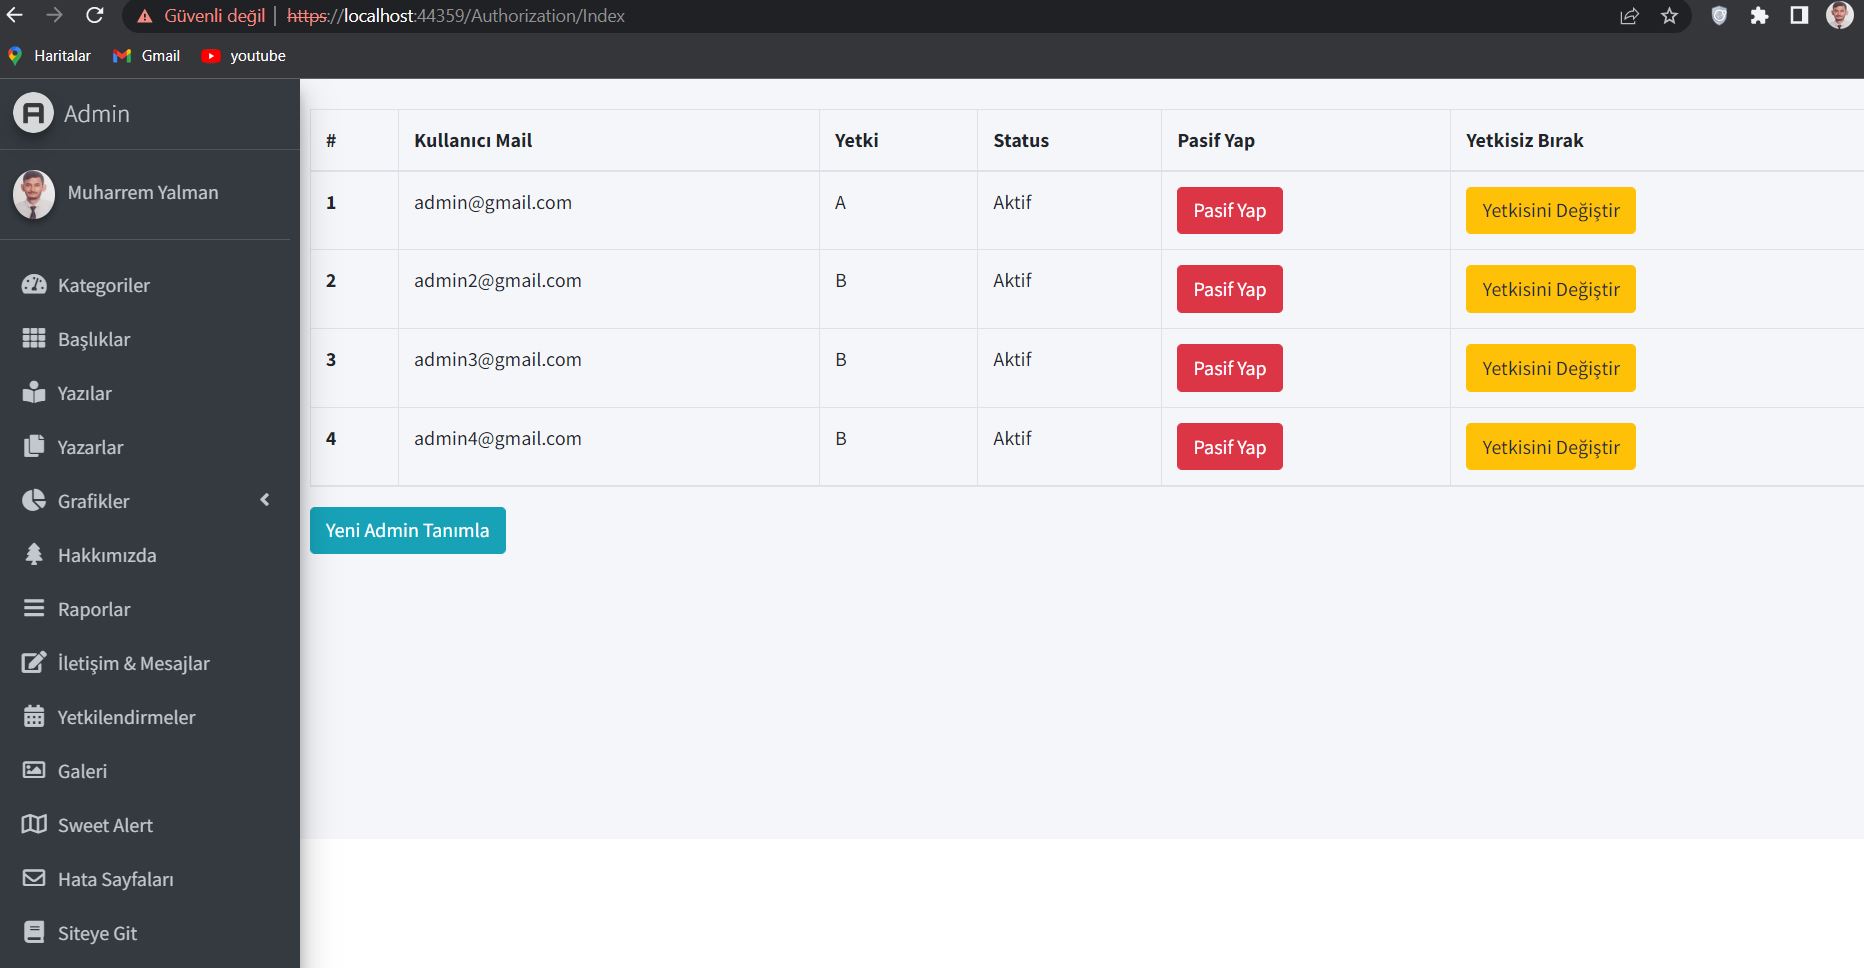 Güvenli değil | https://localhost:44359/Authorization/Index
Haritalar Gmail youtube
Admin
Muharrem Yalman
Kategoriler
Başlıklar
Yazılar
Yazarlar
Grafikler
Hakkımızda
Raporlar
İletişim & Mesajlar
Yetkilendirmeler
Galeri
Sweet Alert
Hata Sayfaları
Siteye Git
# Kullanıcı Mail Yetki Status Pasif Yap Yetkisiz Bırak
1 admin@gmail.com A Aktif Pasif Yap Yetkisini Değiştir
2 admin2@gmail.com B Aktif Pasif Yap Yetkisini Değiştir
3 admin3@gmail.com B Aktif Pasif Yap Yetkisini Değiştir
4 admin4@gmail.com B Aktif Pasif Yap Yetkisini Değiştir
Yeni Admin Tanımla